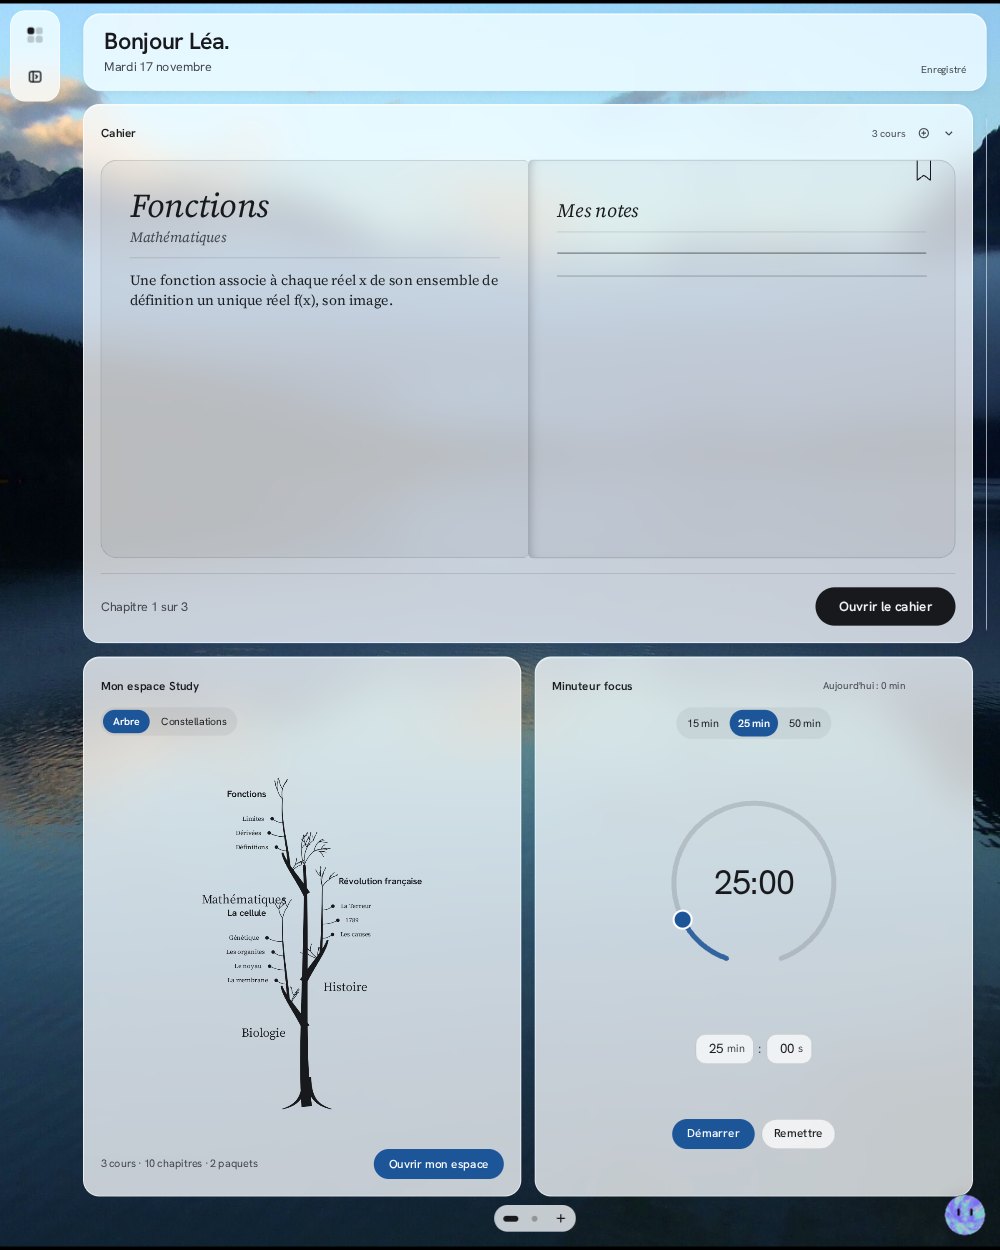 Bonjour Léa.
Mardi 17 novembre
Enregistré
Cahier
3 cours
Fonctions
Mathématiques
Une fonction associe à chaque réel x de son ensemble de
définition un unique réel f(x), son image.
Mes notes
Chapitre 1 sur 3
Ouvrir le cahier
Mon espace Study
Arbre
Constellations
Fonctions
Limites
Dérivées
Définitions
Révolution française
Mathématiques
La Terreur
La cellule
1789
Les causes
Génétique
Les organites
Le noyau
La membrane
Histoire
Biologie
3 cours · 10 chapitres · 2 paquets
Ouvrir mon espace
Minuteur focus
Aujourd'hui : 0 min
15 min
25 min
50 min
25:00
25 min : 00 s
Démarrer
Remettre